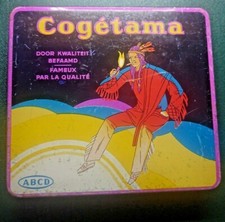 Cogétama
DOOR KWALITEIT
BEFAAMD
FAMEUX
PAR LA QUALITÉ
ABCD